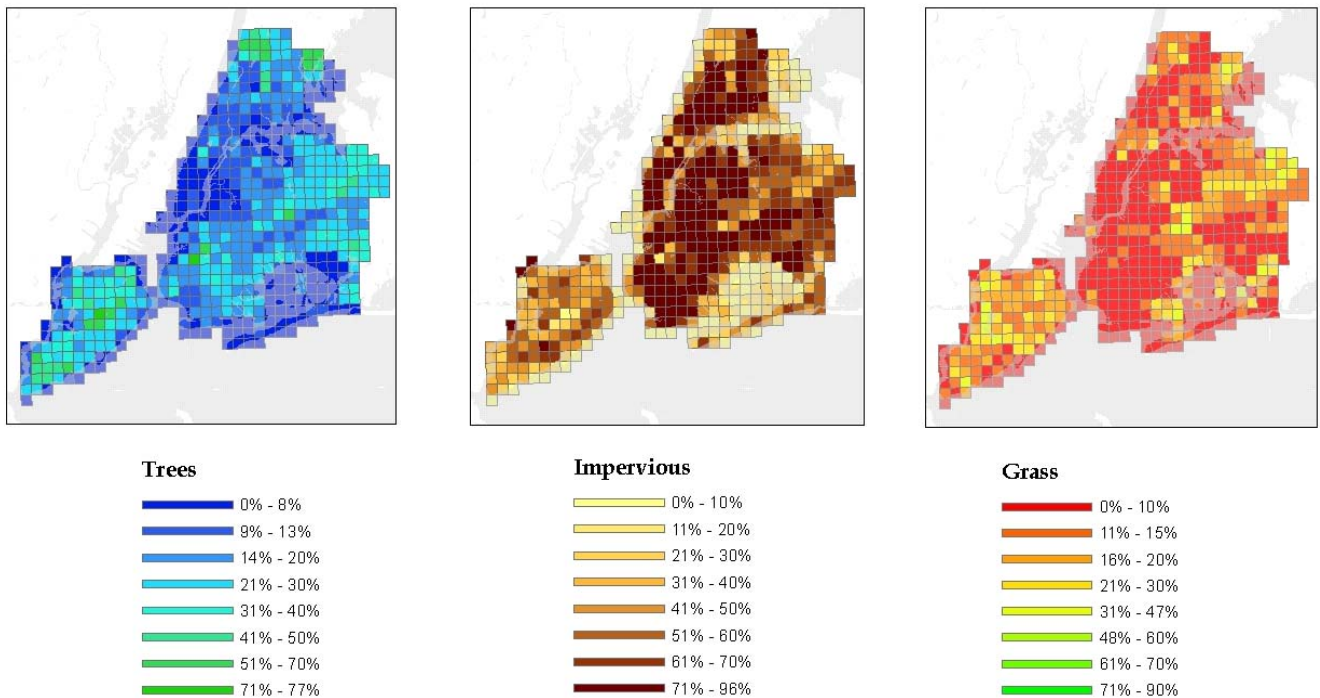 Trees
0% - 8%
9% - 13%
14% - 20%
21% - 30%
31% - 40%
41% - 50%
51% - 70%
71% - 77%
Impervious
0% - 10%
11% - 20%
21% - 30%
31% - 40%
41% - 50%
51% - 60%
61% - 70%
71% - 96%
Grass
0% - 10%
11% - 15%
16% - 20%
21% - 30%
31% - 47%
48% - 60%
61% - 70%
71% - 90%